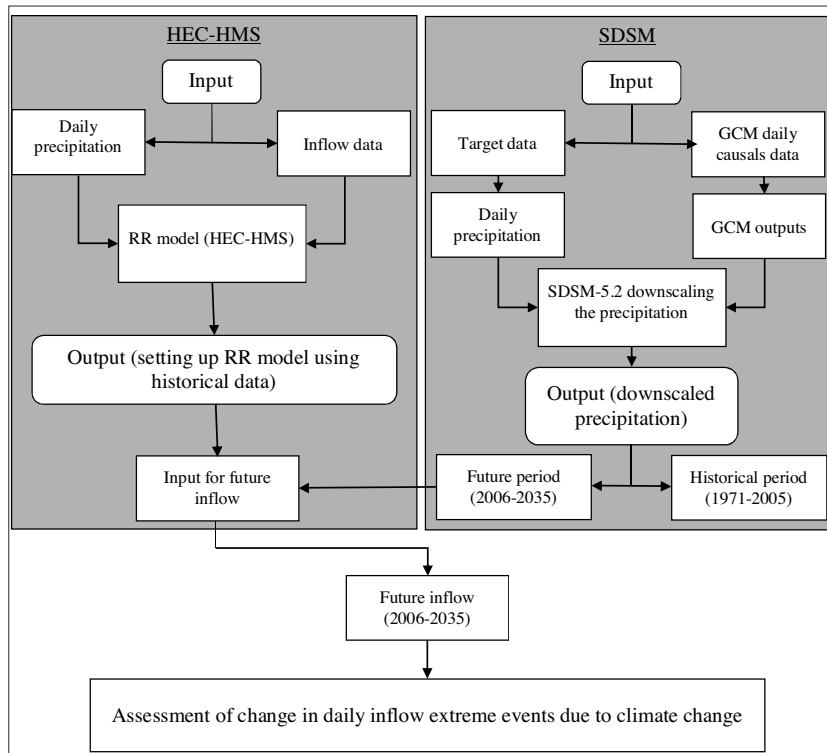 HEC-HMS
Input
Daily
precipitation
Inflow data
RR model (HEC-HMS)
Output (setting up RR model using
historical data)
Input for future
inflow
SDSM
Input
Target data
GCM daily
causals data
Daily
precipitation
GCM outputs
SDSM-5.2 downscaling
the precipitation
Output (downscaled
precipitation)
Future period
(2006-2035)
Historical period
(1971-2005)
Future inflow
(2006-2035)
Assessment of change in daily inflow extreme events due to climate change